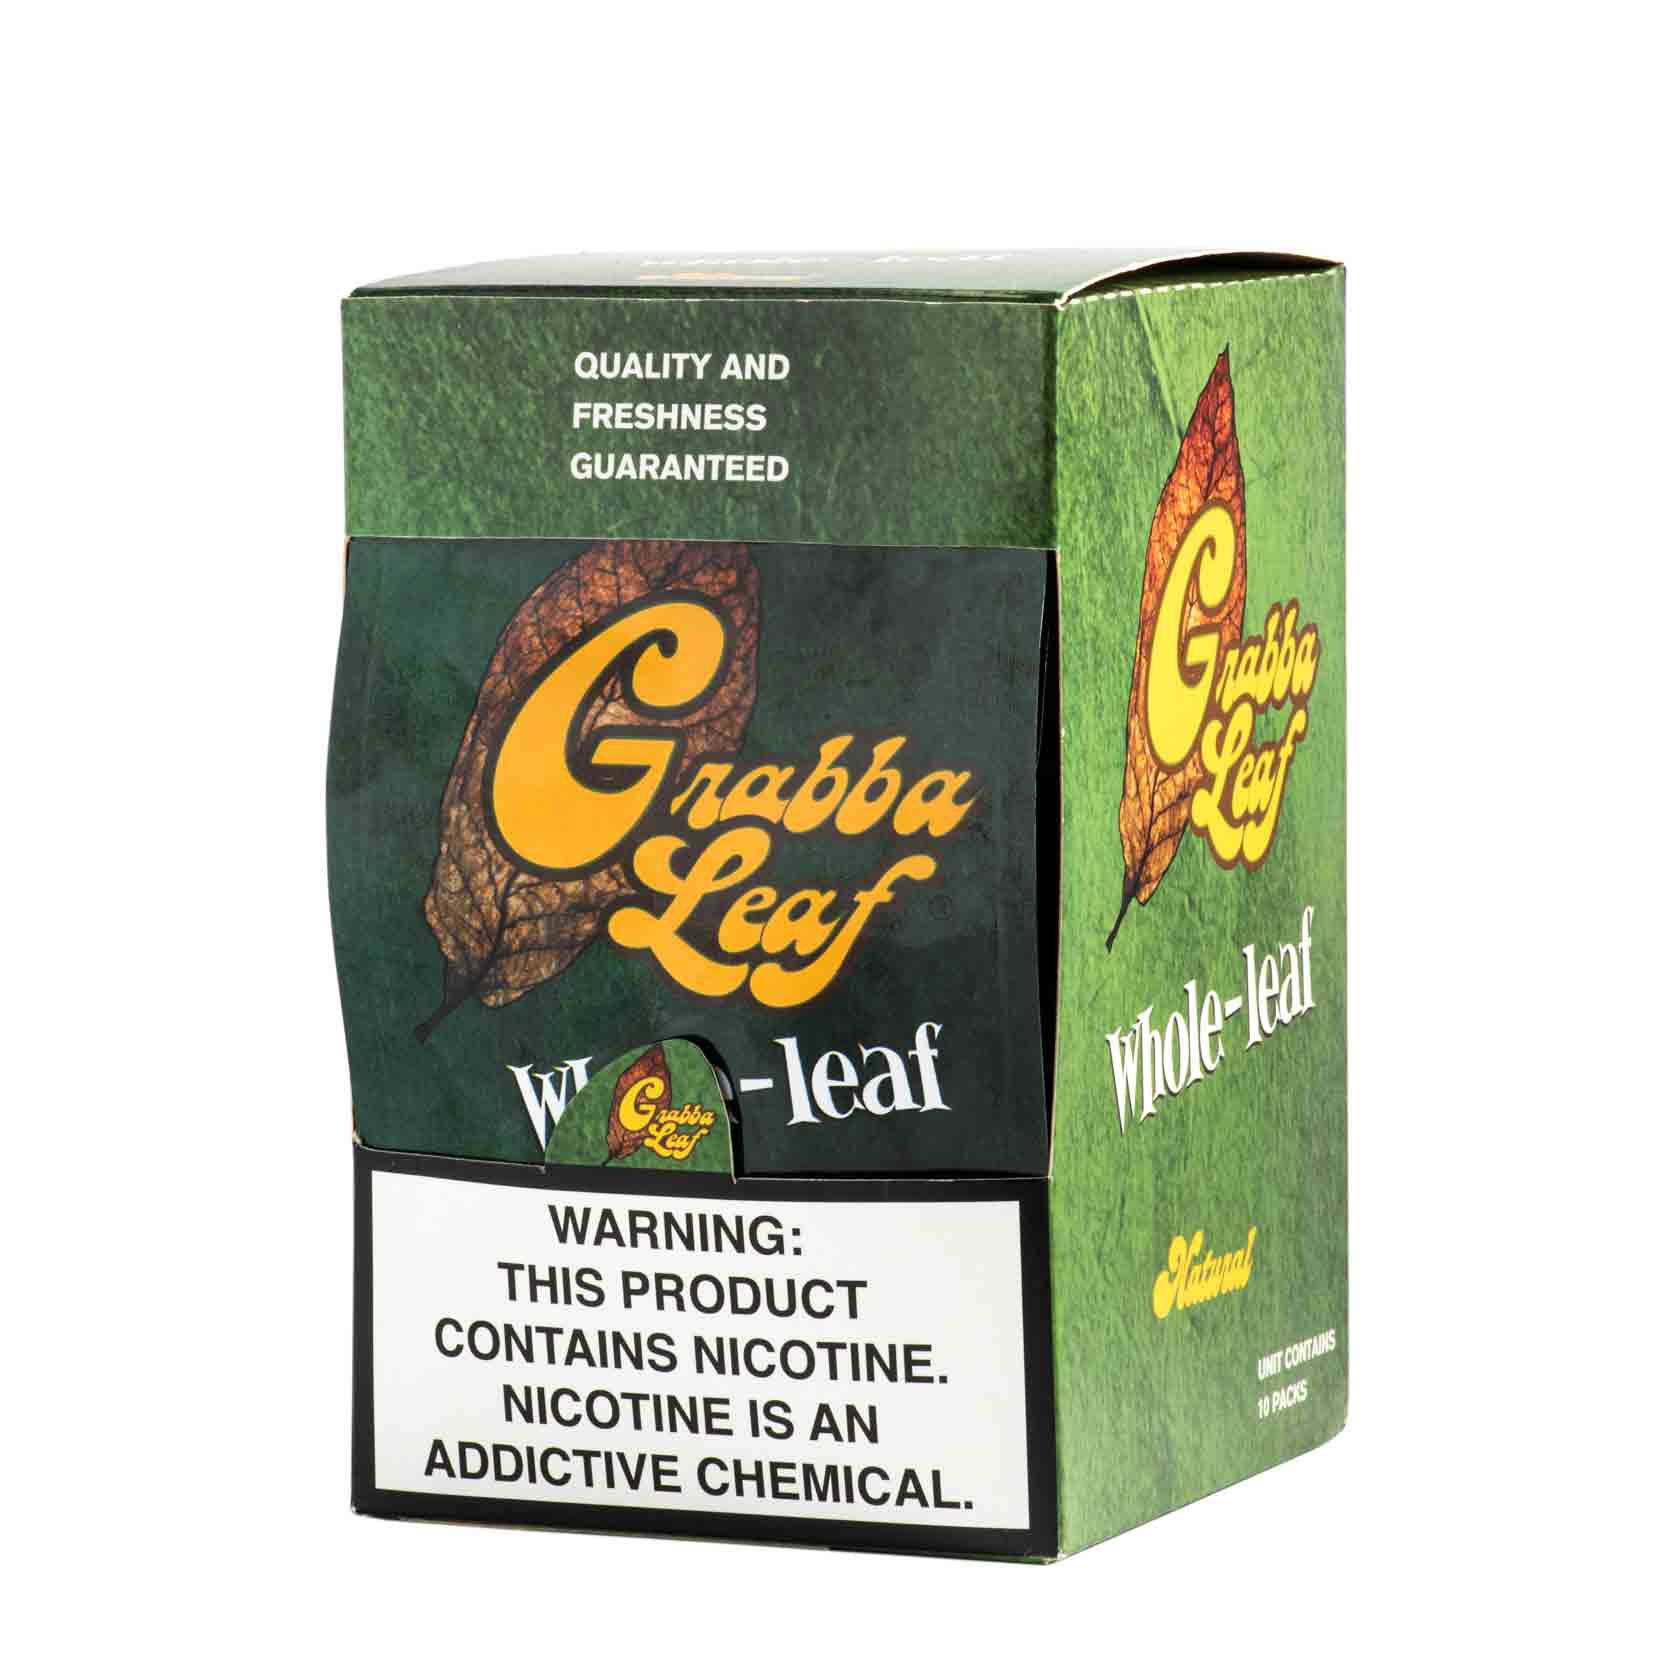 QUALITY AND
FRESHNESS
GUARANTEED
Grabba
Leaf
®
-leaf
Grabba
Leaf
WARNING:
THIS PRODUCT
CONTAINS NICOTINE.
NICOTINE IS AN
ADDICTIVE CHEMICAL.
Grabba
Leaf
Whole-leaf
Natural
UNIT CONTAINS
10 PACKS